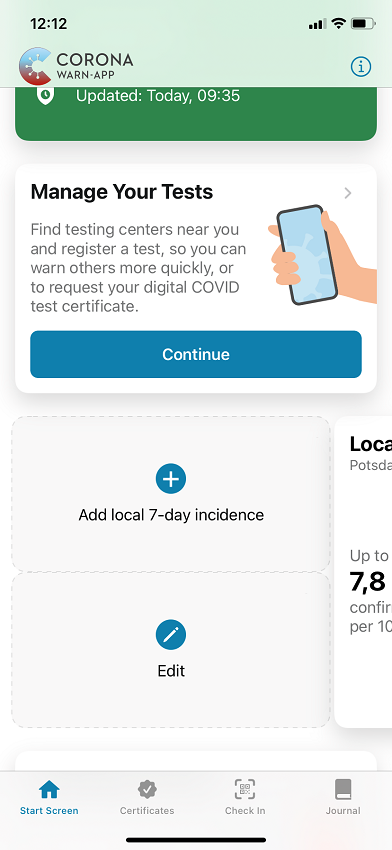 12:12
CORONA
WARN-APP
Updated: Today, 09:35
Manage Your Tests
Find testing centers near you
and register a test, so you can
warn others more quickly, or
to request your digital COVID
test certificate.
Continue
Add local 7-day incidence
Edit
Loca
Potsda
Up to
7,8
confir
per 10
Start Screen
Certificates
Check In
Journal